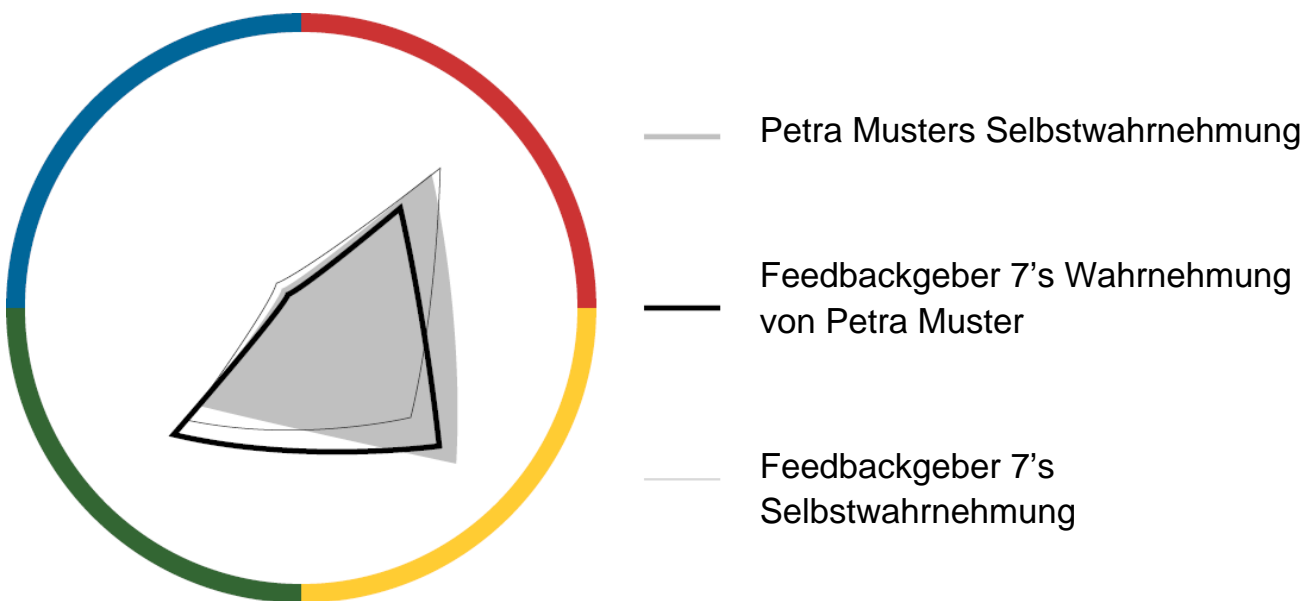 Petra Musters Selbstwahrnehmung
Feedbackgeber 7’s Wahrnehmung
von Petra Muster
Feedbackgeber 7’s
Selbstwahrnehmung